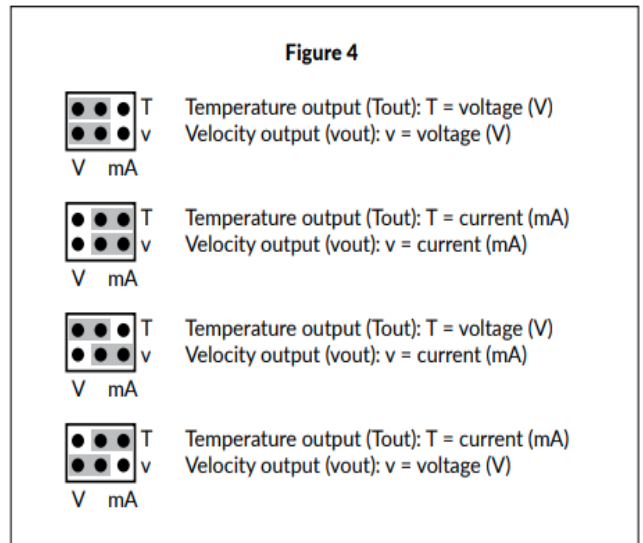 Figure 4
T Temperature output (Tout): T = voltage (V)
v Velocity output (vout): v = voltage (V)
V mA
T Temperature output (Tout): T = current (mA)
v Velocity output (vout): v = current (mA)
V mA
T Temperature output (Tout): T = voltage (V)
v Velocity output (vout): v = current (mA)
V mA
T Temperature output (Tout): T = current (mA)
v Velocity output (vout): v = voltage (V)
V mA